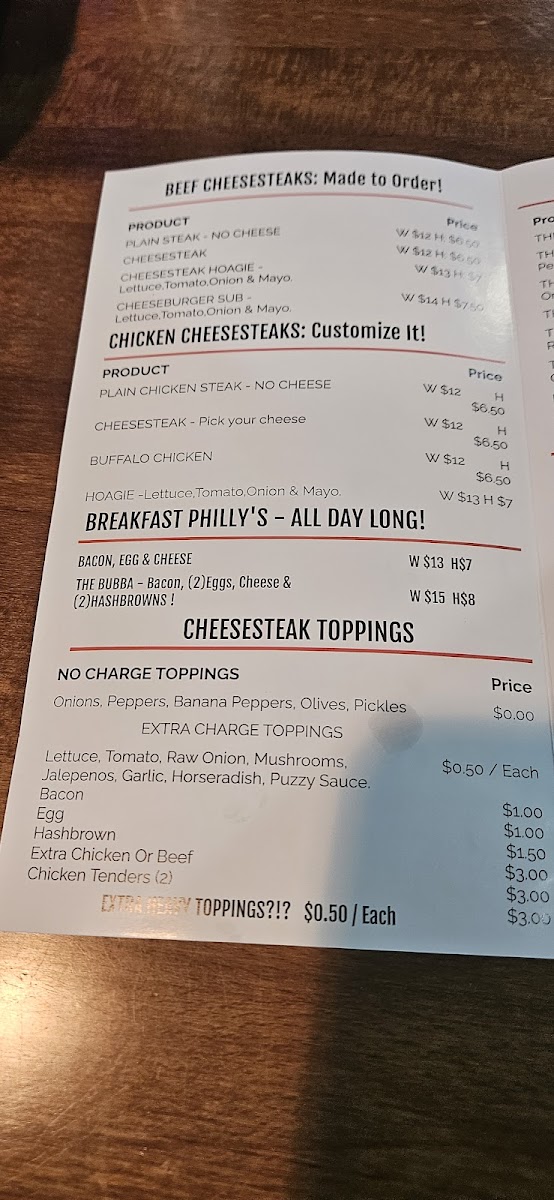 BEEF CHEESESTEAKS: Made to Order!
PRODUCT Price
PLAIN STEAK - NO CHEESE W $12 H $6.50
CHEESESTEAK W $12 H $6.50
CHEESESTEAK HOAGIE - W $13 H $7
Lettuce,Tomato,Onion & Mayo.
CHEESEBURGER SUB - W $14 H $7.50
Lettuce,Tomato,Onion & Mayo.
CHICKEN CHEESESTEAKS: Customize It!
PRODUCT Price
PLAIN CHICKEN STEAK - NO CHEESE W $12 H
$6.50
CHEESESTEAK - Pick your cheese W $12 H
$6.50
BUFFALO CHICKEN W $12 H
$6.50
HOAGIE -Lettuce,Tomato,Onion & Mayo. W $13 H $7
BREAKFAST PHILLY'S - ALL DAY LONG!
BACON, EGG & CHEESE W $13 H$7
THE BUBBA - Bacon, (2)Eggs, Cheese & W $15 H$8
(2)HASHBROWNS !
CHEESESTEAK TOPPINGS
NO CHARGE TOPPINGS Price
Onions, Peppers, Banana Peppers, Olives, Pickles $0.00
EXTRA CHARGE TOPPINGS
Lettuce, Tomato, Raw Onion, Mushrooms, $0.50 / Each
Jalepenos, Garlic, Horseradish, Puzzy Sauce.
Bacon $1.00
Egg $1.00
Hashbrown $1.50
Extra Chicken Or Beef $3.00
Chicken Tenders (2) $3.00
$3.00
EXTRA HEAVY TOPPINGS?!? $0.50 / Each